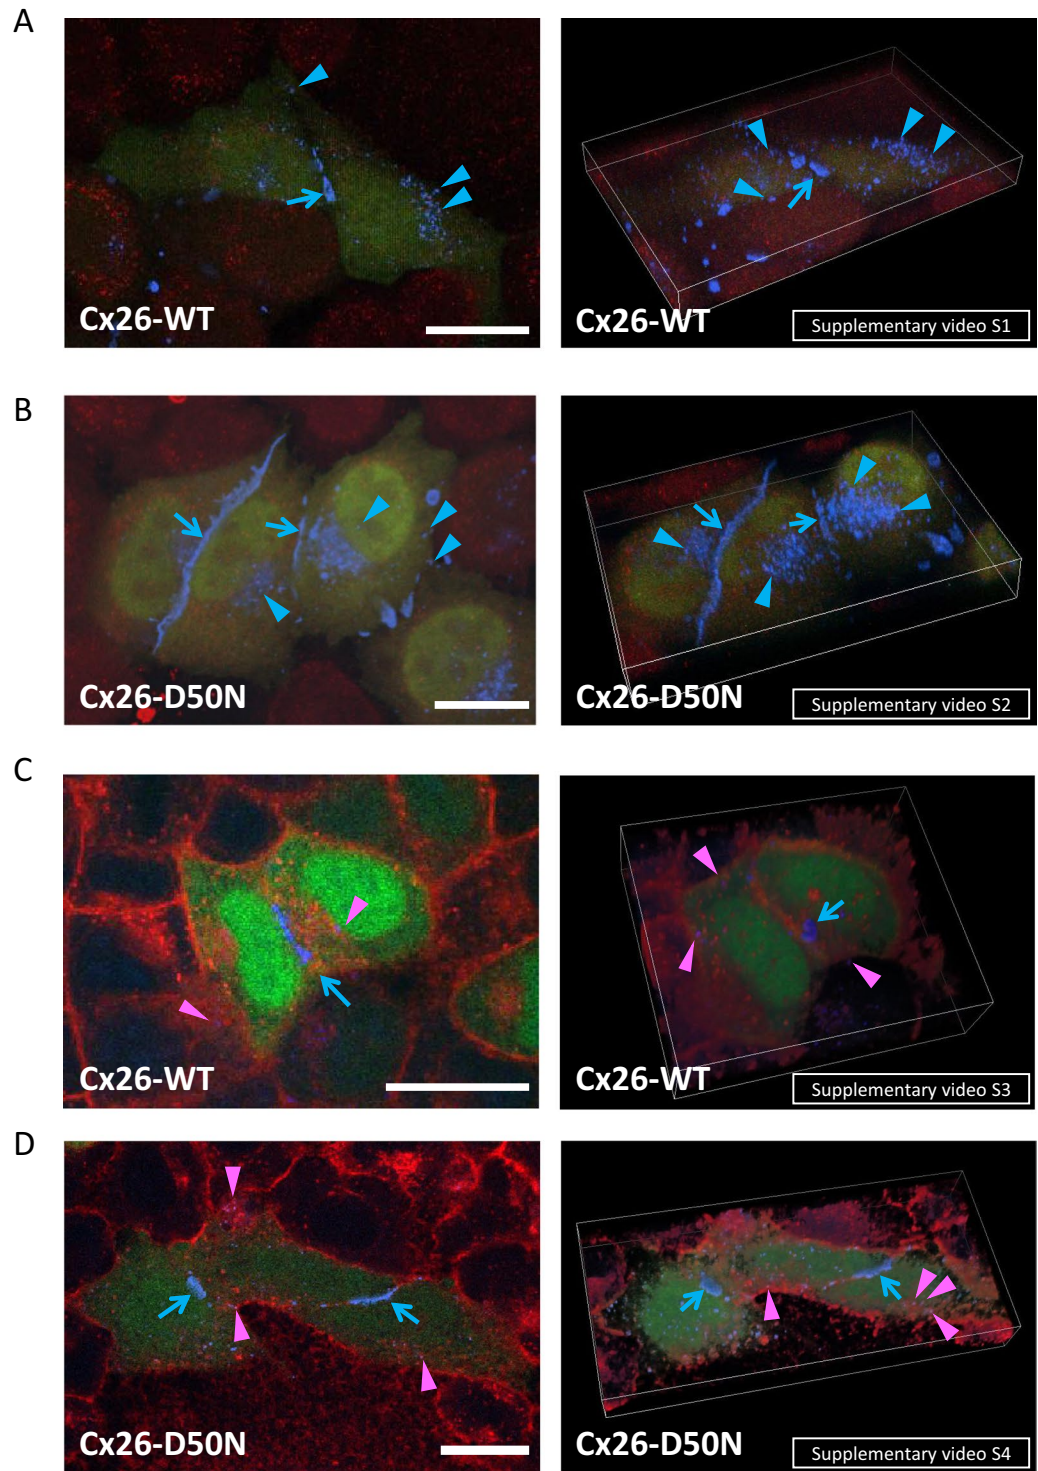 A
Cx26-WT
Cx26-WT
Supplementary video S1
B
Cx26-D50N
Cx26-D50N
Supplementary video S2
C
Cx26-WT
Cx26-WT
Supplementary video S3
D
Cx26-D50N
Cx26-D50N
Supplementary video S4